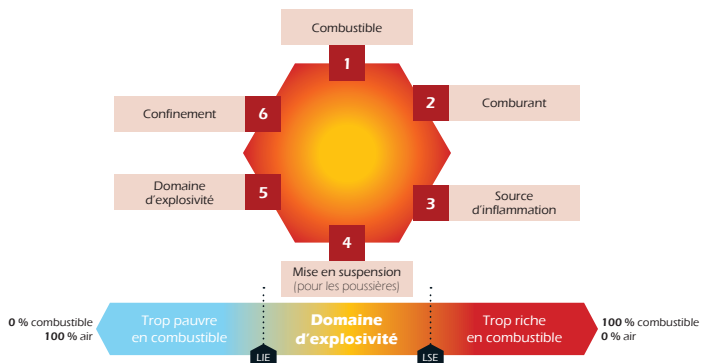 Combustible
1
2
Comburant
3
Source
d'inflammation
4
Mise en suspension
(pour les poussières)
5
Domaine
d'explosivité
6
Confinement
0 % combustible
100 % air
Trop pauvre
en combustible
LIE
Domaine
d'explosivité
LSE
Trop riche
en combustible
100 % combustible
0 % air